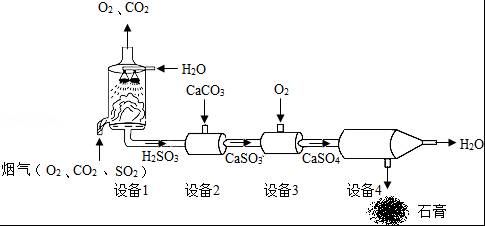 O2、CO2
H2O
CaCO3
O2
H2SO3
CaSO3
CaSO4
H2O
烟气(O2、CO2、SO2)
设备1
设备2
设备3
设备4
石膏